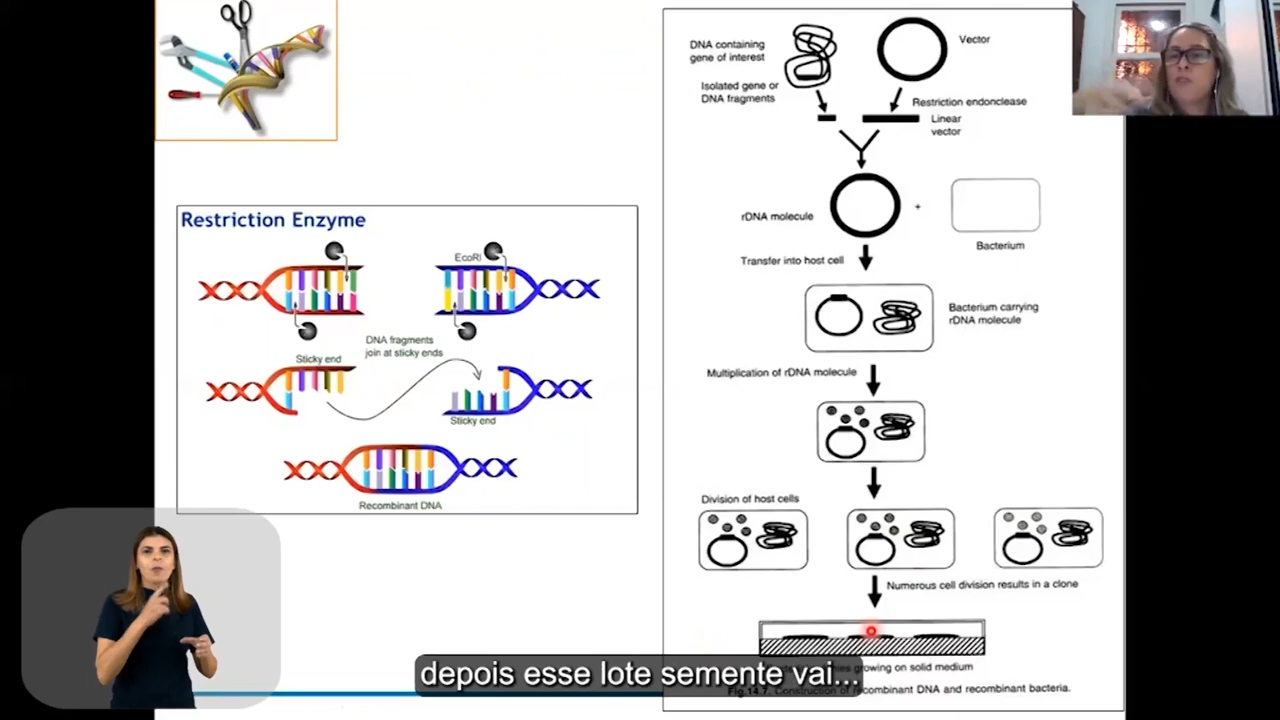 Restriction Enzyme
EcoRI
DNA fragments
join at sticky ends
Sticky end
Sticky end
Recombinant DNA
DNA containing
gene of interest
Vector
Isolated gene or
DNA fragments
Restriction endonclease
Linear
vector
rDNA molecule
+
Bacterium
Transfer into host cell
Bacterium carrying
rDNA molecule
Multiplication of rDNA molecule
Division of host cells
Numerous cell division results in a clone
growing on solid medium
Fig.14.7. Construction of recombinant DNA and recombinant bacteria.
depois esse lote semente vai...